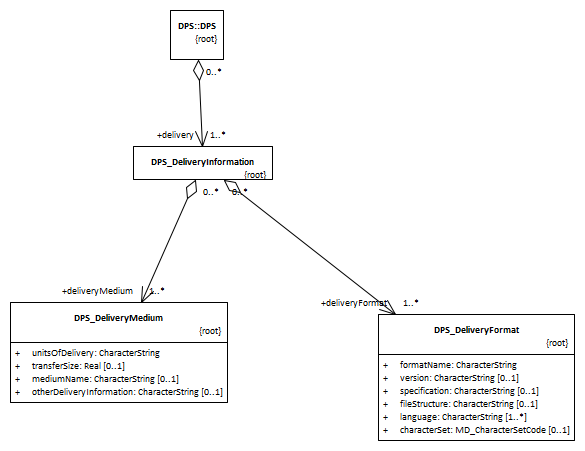 DPS::DPS
{root}
0..*
+delivery 1..*
DPS_DeliveryInformation
{root}
0..* 0..*
+deliveryMedium 1..*
+deliveryFormat 1..*
DPS_DeliveryMedium
{root}
+ unitsOfDelivery: CharacterString
+ transferSize: Real [0..1]
+ mediumName: CharacterString [0..1]
+ otherDeliveryInformation: CharacterString [0..1]
DPS_DeliveryFormat
{root}
+ formatName: CharacterString
+ version: CharacterString [0..1]
+ specification: CharacterString [0..1]
+ fileStructure: CharacterString [0..1]
+ language: CharacterString [1..*]
+ characterSet: MD_CharacterSetCode [0..1]